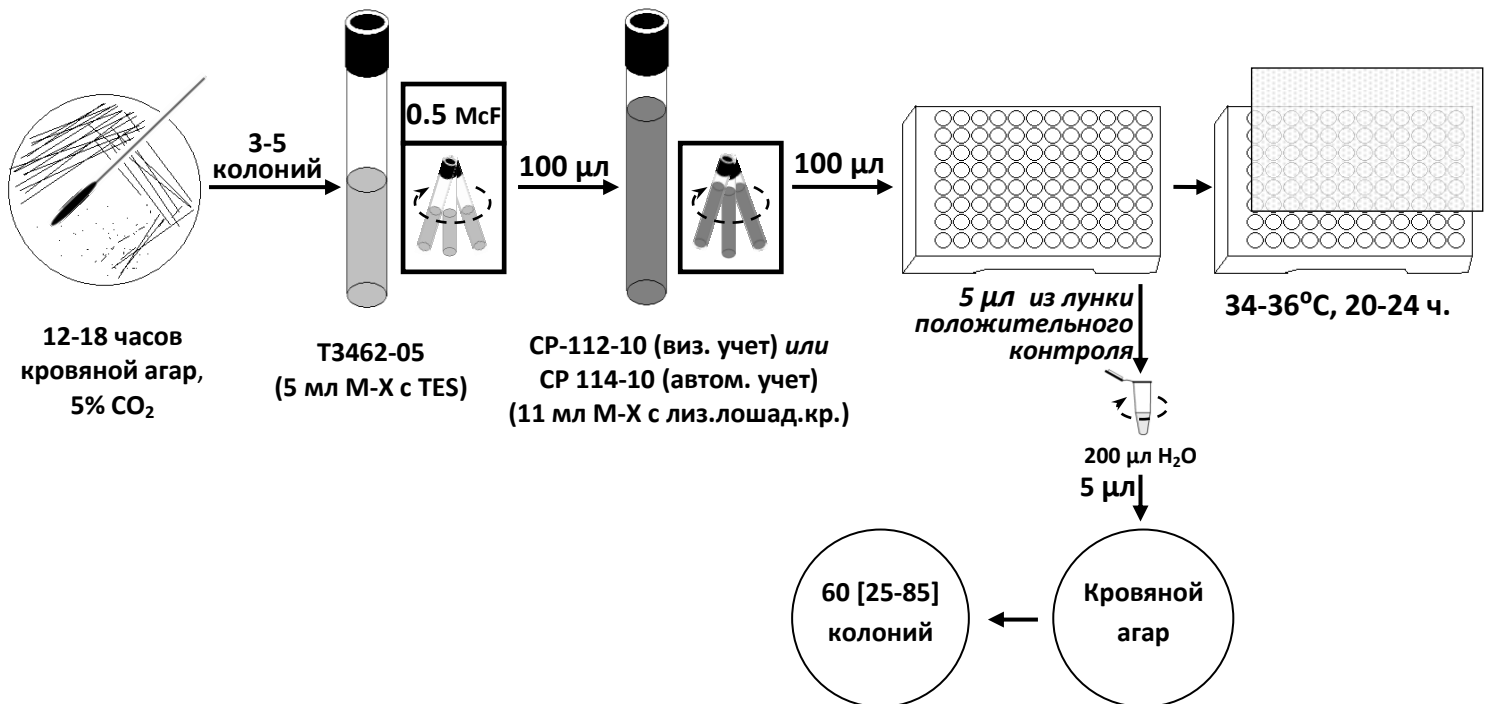 12-18 часов
кровяной агар,
5% CO₂
3-5
колоний
T3462-05
(5 мл М-Х с TES)
0.5 McF
100 µл
CP-112-10 (виз. учет) или
CP 114-10 (автом. учет)
(11 мл М-Х с лиз.лошад.кр.)
100 µл
34-36⁰C, 20-24 ч.
5 µл из лунки
положительного
контроля
200 µл H₂O
5 µл
Кровяной
агар
60 [25-85]
колоний